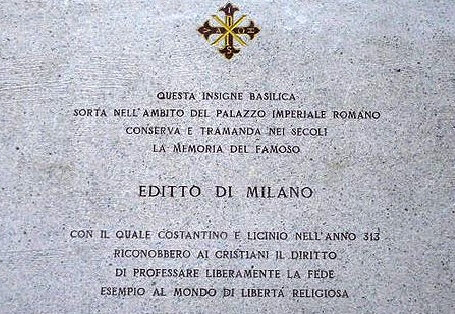 QUESTA INSIGNE BASILICA
SORTA NELL'AMBITO DEL PALAZZO IMPERIALE ROMANO
CONSERVA E TRAMANDA NEI SECOLI
LA MEMORIA DEL FAMOSO
EDITTO DI MILANO
CON IL QUALE COSTANTINO E LICINIO NELL'ANNO 313
RICONOBBERO AI CRISTIANI IL DIRITTO
DI PROFESSARE LIBERAMENTE LA FEDE
ESEMPIO AL MONDO DI LIBERTA RELIGIOSA